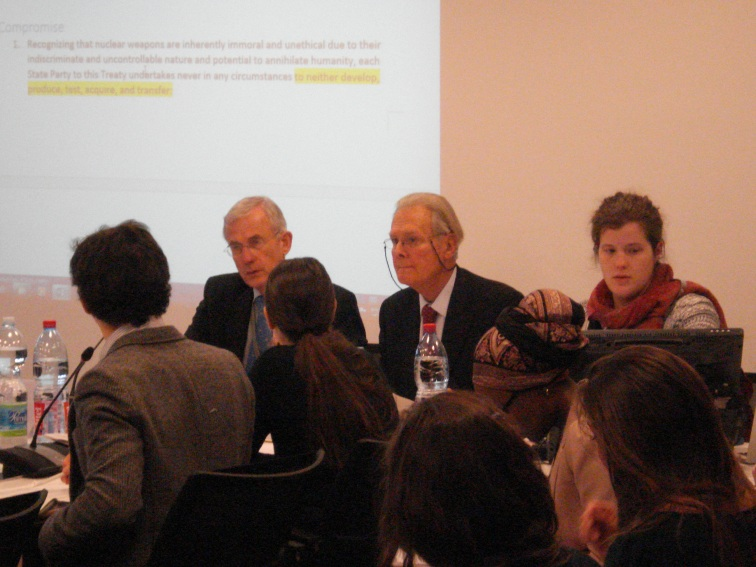 Compromise
1. Recognizing that nuclear weapons are inherently immoral and unethical due to their
indiscriminate and uncontrollable nature and potential to annihilate humanity, each
State Party to this Treaty undertakes never in any circumstances to neither develop,
produce, test, acquire, and transfer;